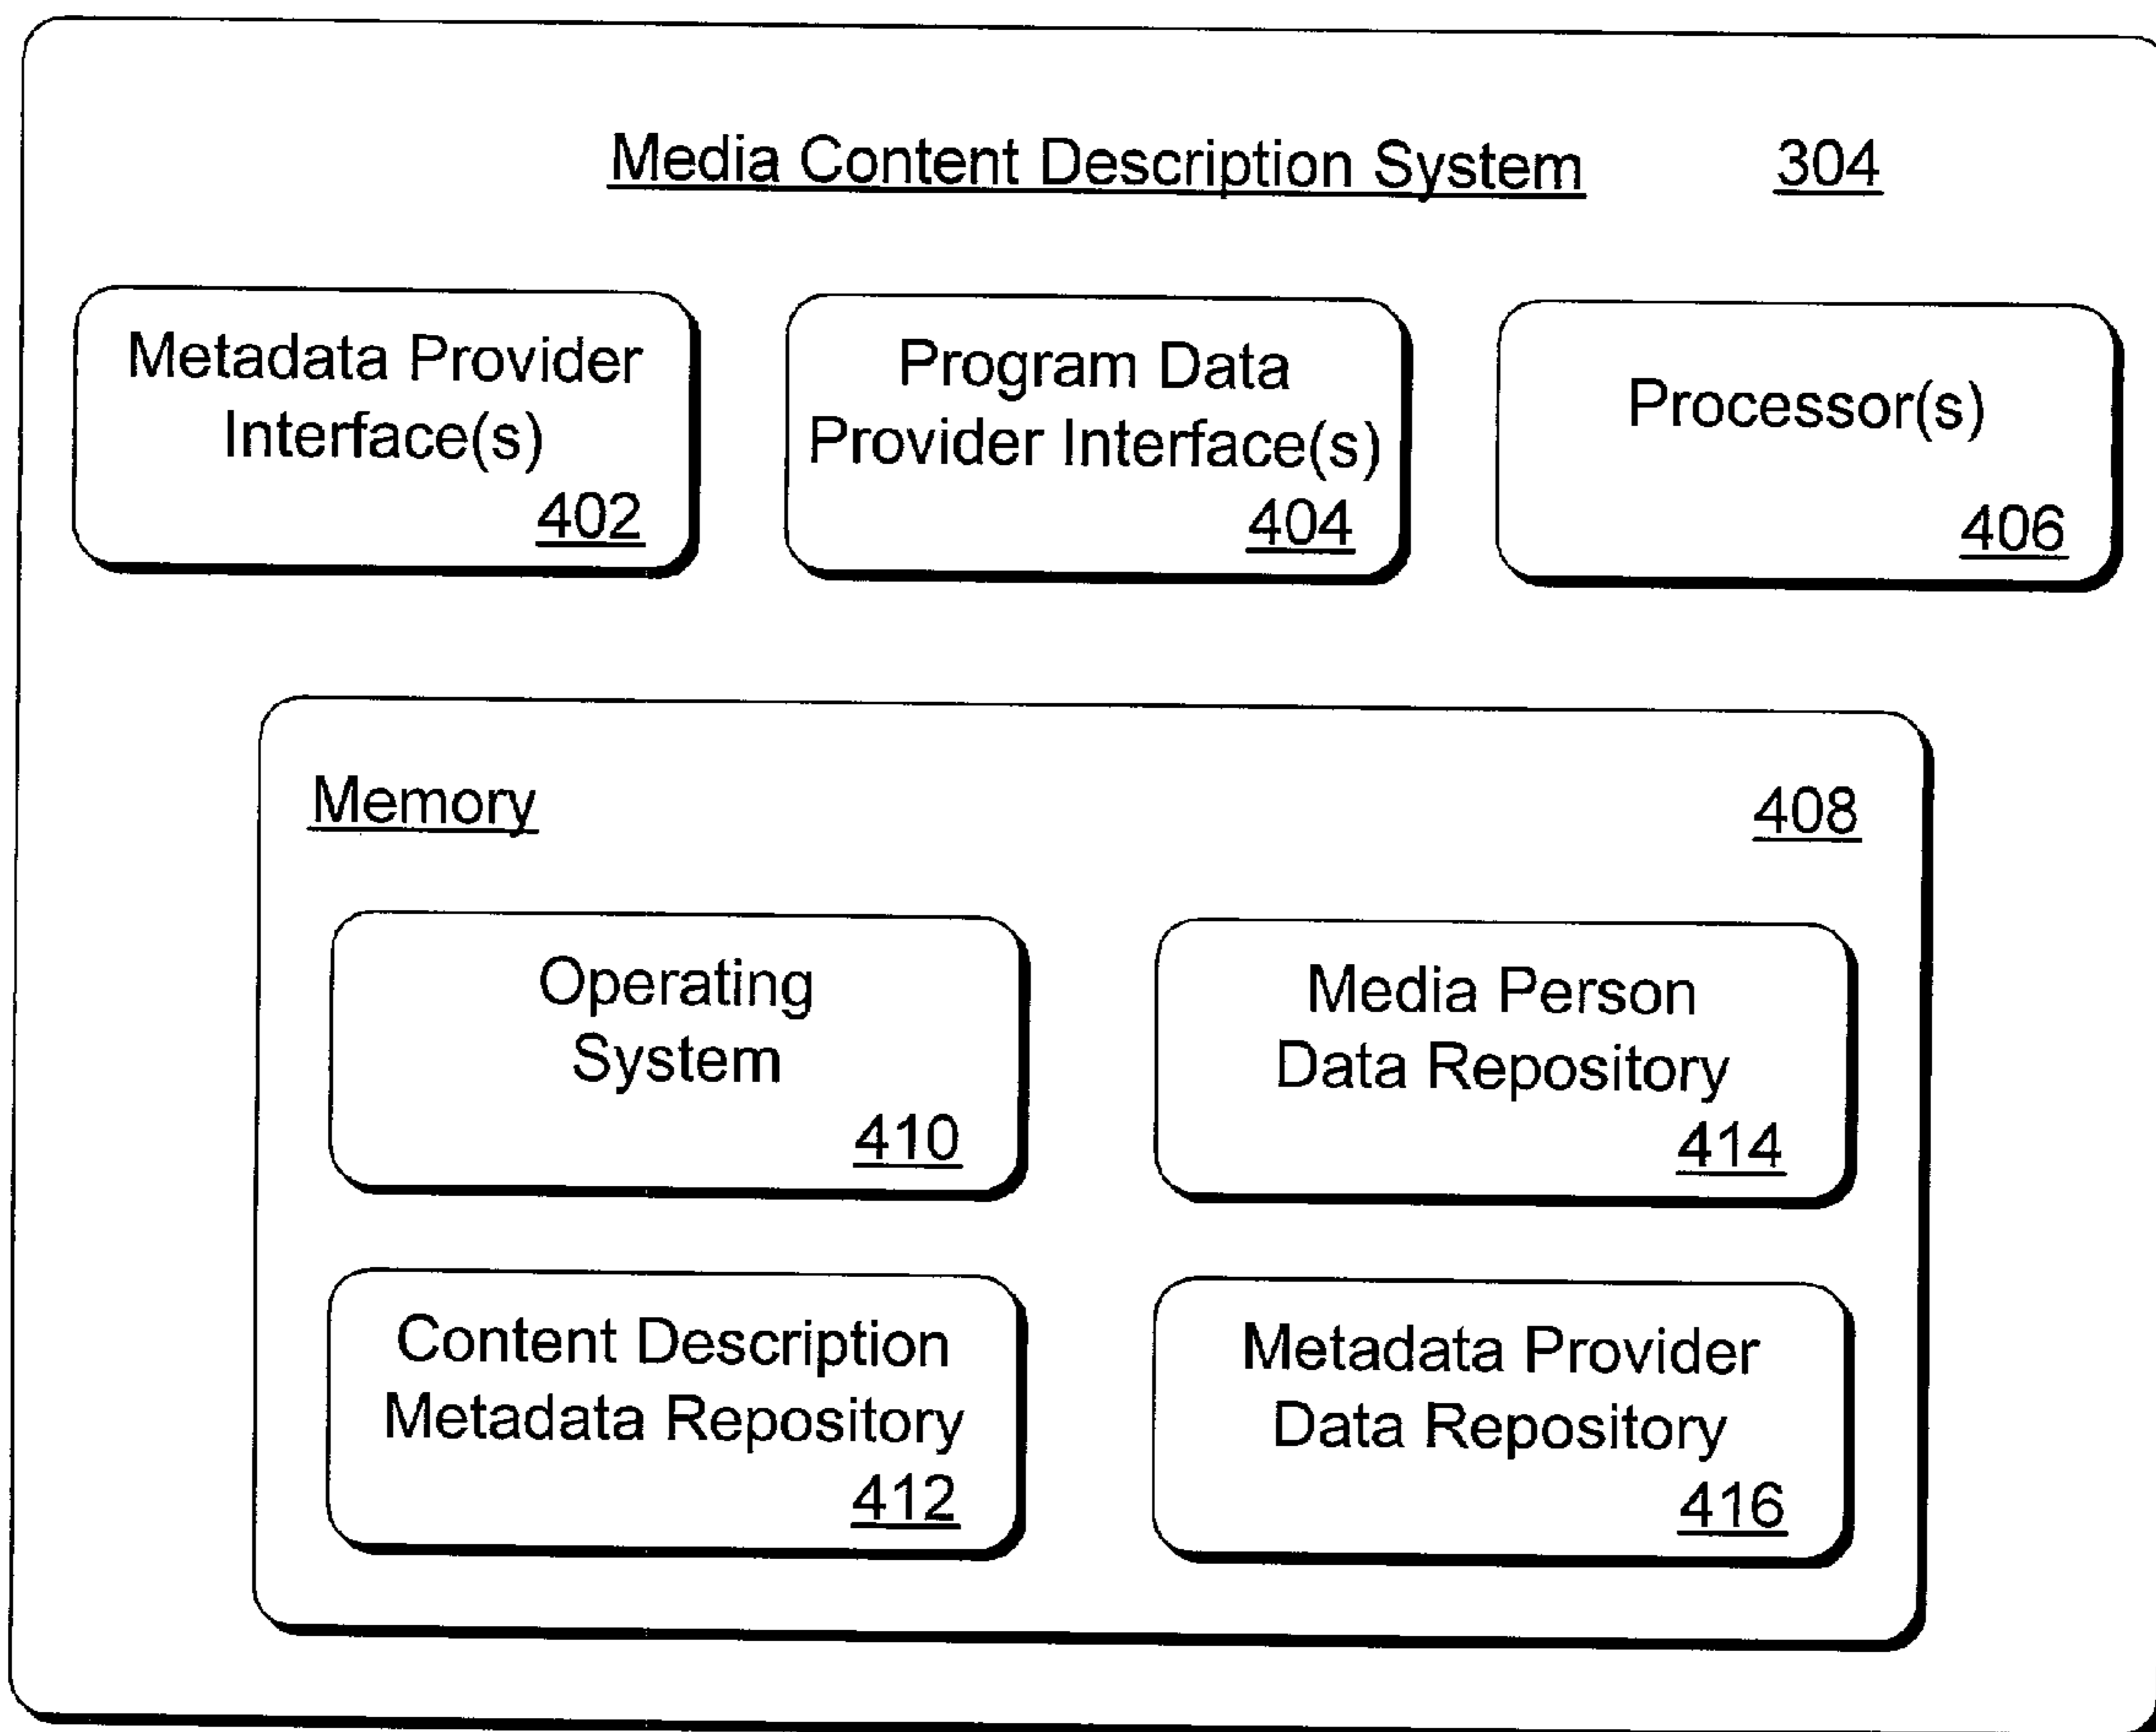 Media Content Description System 304
Metadata Provider
Interface(s)
402
Program Data
Provider Interface(s)
404
Processor(s)
406
Memory 408
Operating
System
410
Media Person
Data Repository
414
Content Description
Metadata Repository
412
Metadata Provider
Data Repository
416